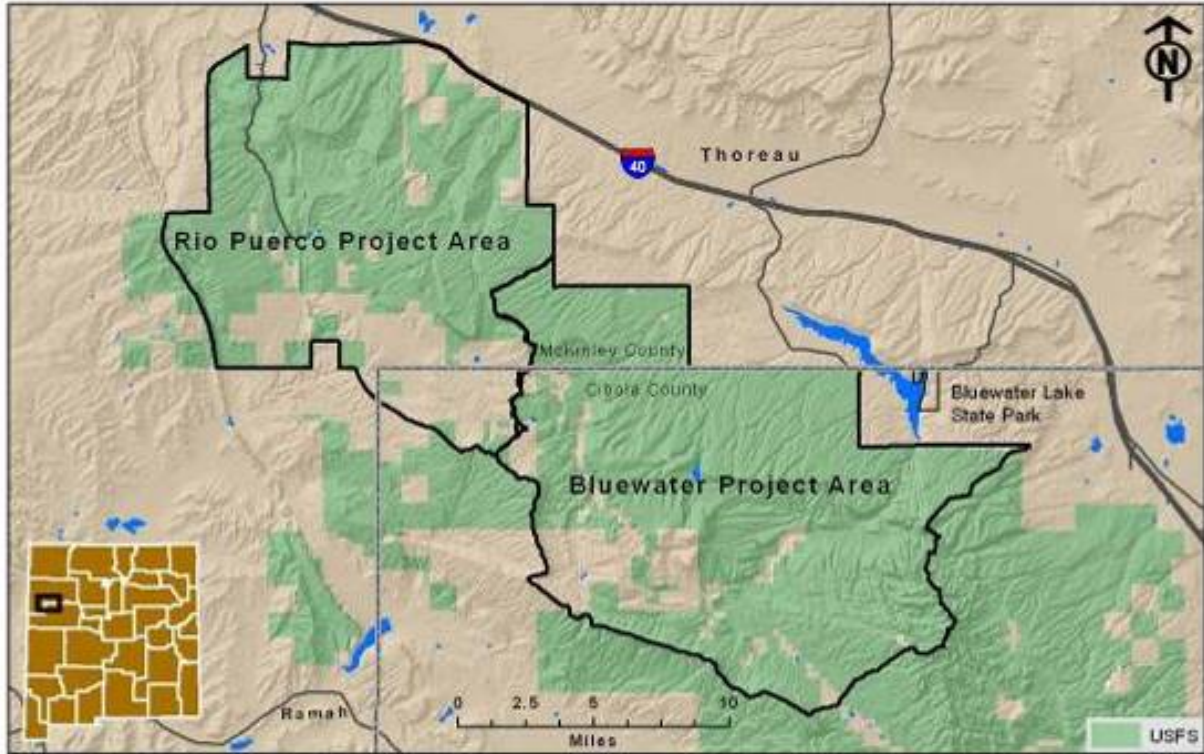 N
40
Thoreau
Rio Puerco Project Area
McKinley County
Cibola County
Bluewater Lake
State Park
Bluewater Project Area
0 2.5 5 10
Miles
Ramah
USFS